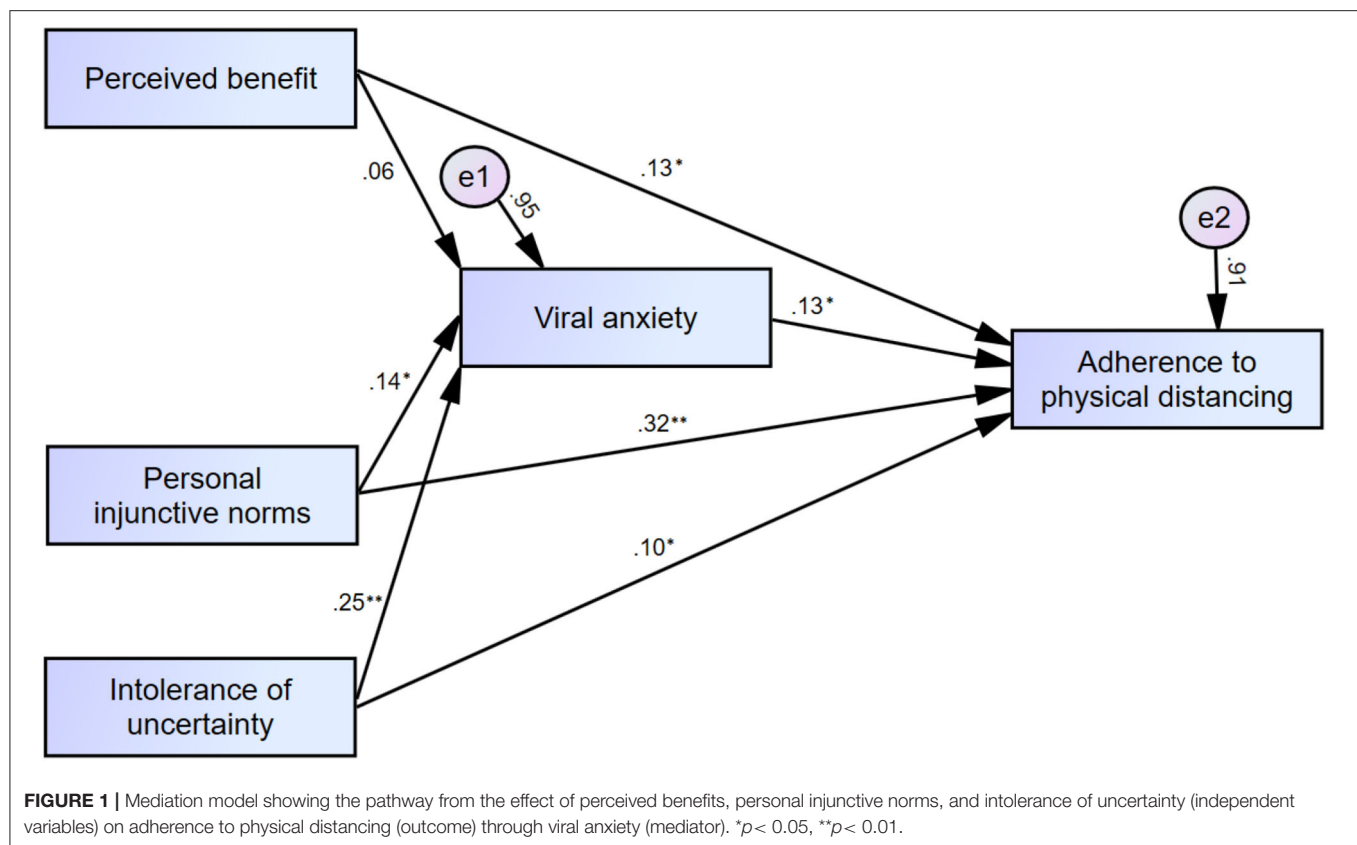 Perceived benefit
.06
e1
.95
.13*
e2
.91
Viral anxiety
.13*
Adherence to
physical distancing
.14*
.32**
Personal
injunctive norms
.10*
.25**
Intolerance of
uncertainty
FIGURE 1 | Mediation model showing the pathway from the effect of perceived benefits, personal injunctive norms, and intolerance of uncertainty (independent
variables) on adherence to physical distancing (outcome) through viral anxiety (mediator). *p< 0.05, **p< 0.01.